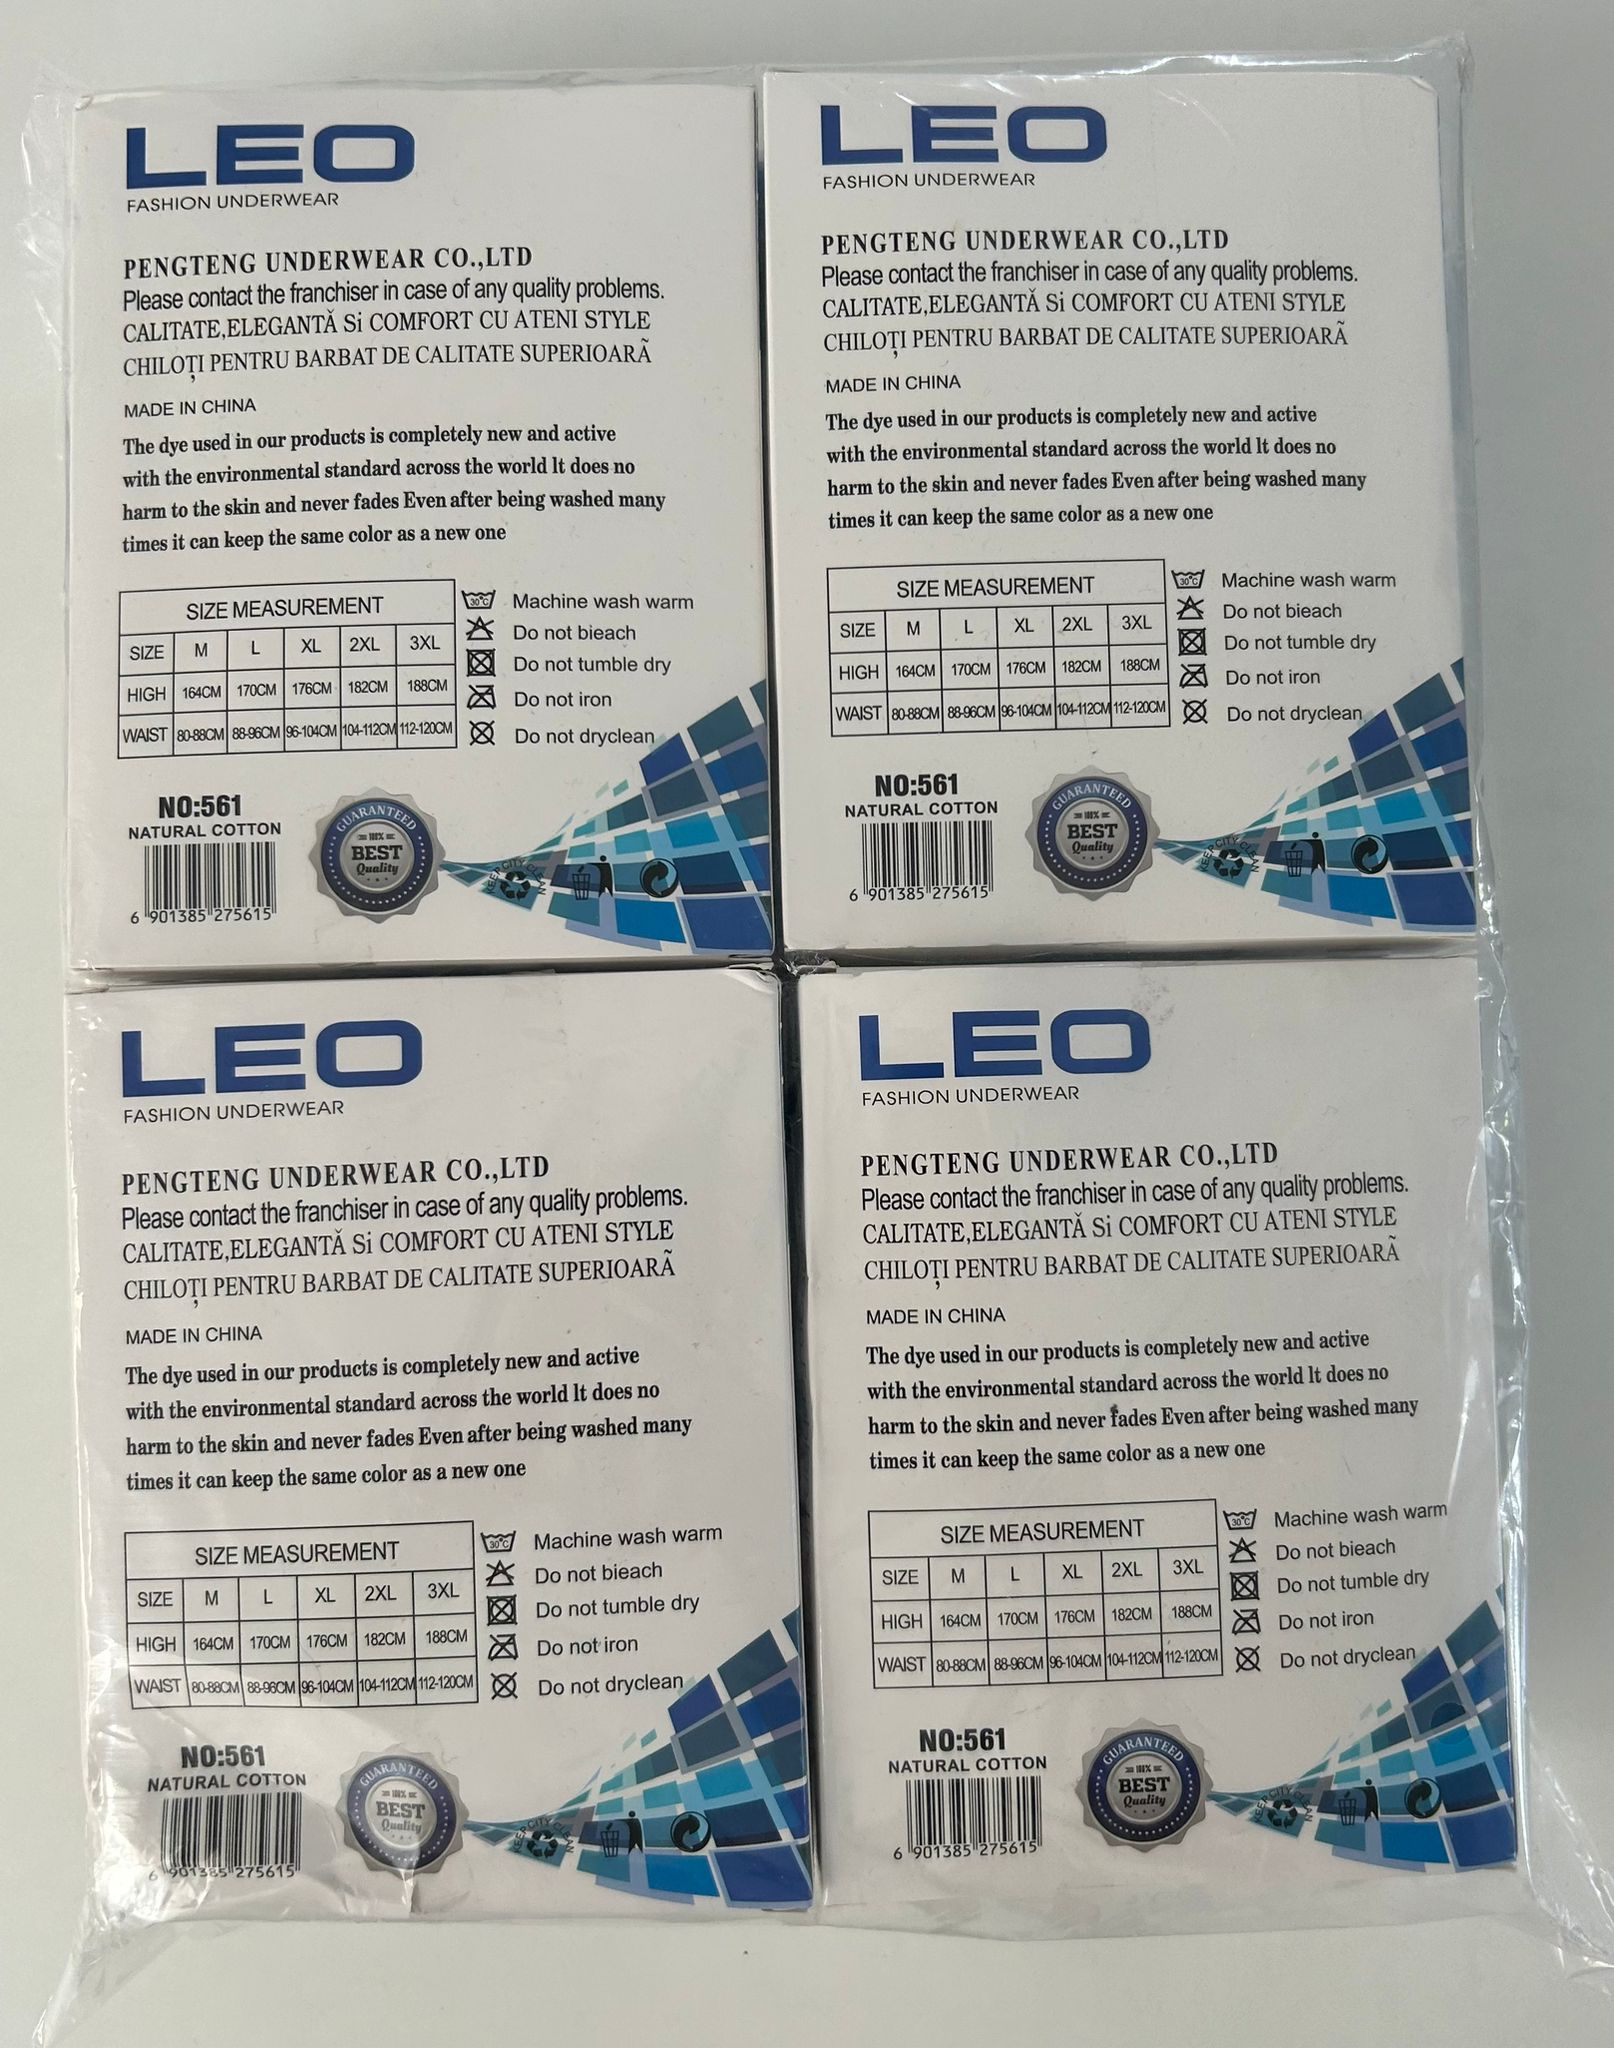 LEO
FASHION UNDERWEAR
PENGTENG UNDERWEAR CO.,LTD
Please contact the franchiser in case of any quality problems.
CALITATE,ELEGANTĂ Si COMFORT CU ATENI STYLE
CHILOȚI PENTRU BARBAT DE CALITATE SUPERIOARÃ
MADE IN CHINA
The dye used in our products is completely new and active
with the environmental standard across the world lt does no
harm to the skin and never fades Even after being washed many
times it can keep the same color as a new one
SIZE MEASUREMENT
SIZE M L XL 2XL 3XL
HIGH 164CM 170CM 176CM 182CM 188CM
WAIST 80-88CM 88-96CM 96-104CM 104-112CM 112-120CM
30°C Machine wash warm
Do not bieach
Do not tumble dry
Do not iron
Do not dryclean
NO:561
NATURAL COTTON
6 901385 275615
GUARANTEED
100%
BEST
Quality
KEEP CITY CLEAN
LEO
FASHION UNDERWEAR
PENGTENG UNDERWEAR CO.,LTD
Please contact the franchiser in case of any quality problems.
CALITATE,ELEGANTĂ Si COMFORT CU ATENI STYLE
CHILOȚI PENTRU BARBAT DE CALITATE SUPERIOARÃ
MADE IN CHINA
The dye used in our products is completely new and active
with the environmental standard across the world lt does no
harm to the skin and never fades Even after being washed many
times it can keep the same color as a new one
SIZE MEASUREMENT
SIZE M L XL 2XL 3XL
HIGH 164CM 170CM 176CM 182CM 188CM
WAIST 80-88CM 88-96CM 96-104CM 104-112CM 112-120CM
30°C Machine wash warm
Do not bieach
Do not tumble dry
Do not iron
Do not dryclean
NO:561
NATURAL COTTON
6 901385 275615
GUARANTEED
100%
BEST
Quality
KEEP CITY CLEAN
LEO
FASHION UNDERWEAR
PENGTENG UNDERWEAR CO.,LTD
Please contact the franchiser in case of any quality problems.
CALITATE,ELEGANTĂ Si COMFORT CU ATENI STYLE
CHILOȚI PENTRU BARBAT DE CALITATE SUPERIOARÃ
MADE IN CHINA
The dye used in our products is completely new and active
with the environmental standard across the world lt does no
harm to the skin and never fades Even after being washed many
times it can keep the same color as a new one
SIZE MEASUREMENT
SIZE M L XL 2XL 3XL
HIGH 164CM 170CM 176CM 182CM 188CM
WAIST 80-88CM 88-96CM 96-104CM 104-112CM 112-120CM
30°C Machine wash warm
Do not bieach
Do not tumble dry
Do not iron
Do not dryclean
NO:561
NATURAL COTTON
6 901385 275615
GUARANTEED
100%
BEST
Quality
KEEP CITY CLEAN
LEO
FASHION UNDERWEAR
PENGTENG UNDERWEAR CO.,LTD
Please contact the franchiser in case of any quality problems.
CALITATE,ELEGANTĂ Si COMFORT CU ATENI STYLE
CHILOȚI PENTRU BARBAT DE CALITATE SUPERIOARÃ
MADE IN CHINA
The dye used in our products is completely new and active
with the environmental standard across the world lt does no
harm to the skin and never fades Even after being washed many
times it can keep the same color as a new one
SIZE MEASUREMENT
SIZE M L XL 2XL 3XL
HIGH 164CM 170CM 176CM 182CM 188CM
WAIST 80-88CM 88-96CM 96-104CM 104-112CM 112-120CM
30°C Machine wash warm
Do not bieach
Do not tumble dry
Do not iron
Do not dryclean
NO:561
NATURAL COTTON
6 901385 275615
GUARANTEED
100%
BEST
Quality
KEEP CITY CLEAN